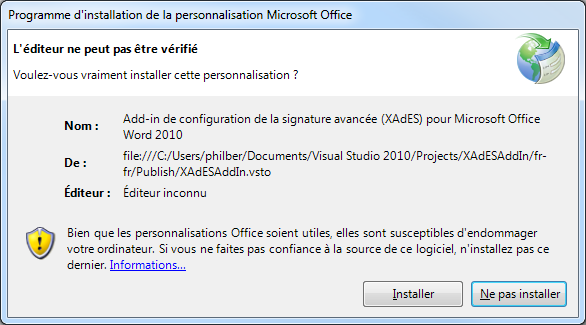 Programme d'installation de la personnalisation Microsoft Office
L'éditeur ne peut pas être vérifié
Voulez-vous vraiment installer cette personnalisation ?
Nom : Add-in de configuration de la signature avancée (XAdES) pour Microsoft Office
Word 2010
De : file:///C:/Users/philber/Documents/Visual Studio 2010/Projects/XAdESAddIn/fr-
fr/Publish/XAdESAddIn.vsto
Éditeur : Éditeur inconnu
Bien que les personnalisations Office soient utiles, elles sont susceptibles d'endommager
votre ordinateur. Si vous ne faites pas confiance à la source de ce logiciel, n'installez pas ce
dernier. Informations...
Installer
Ne pas installer